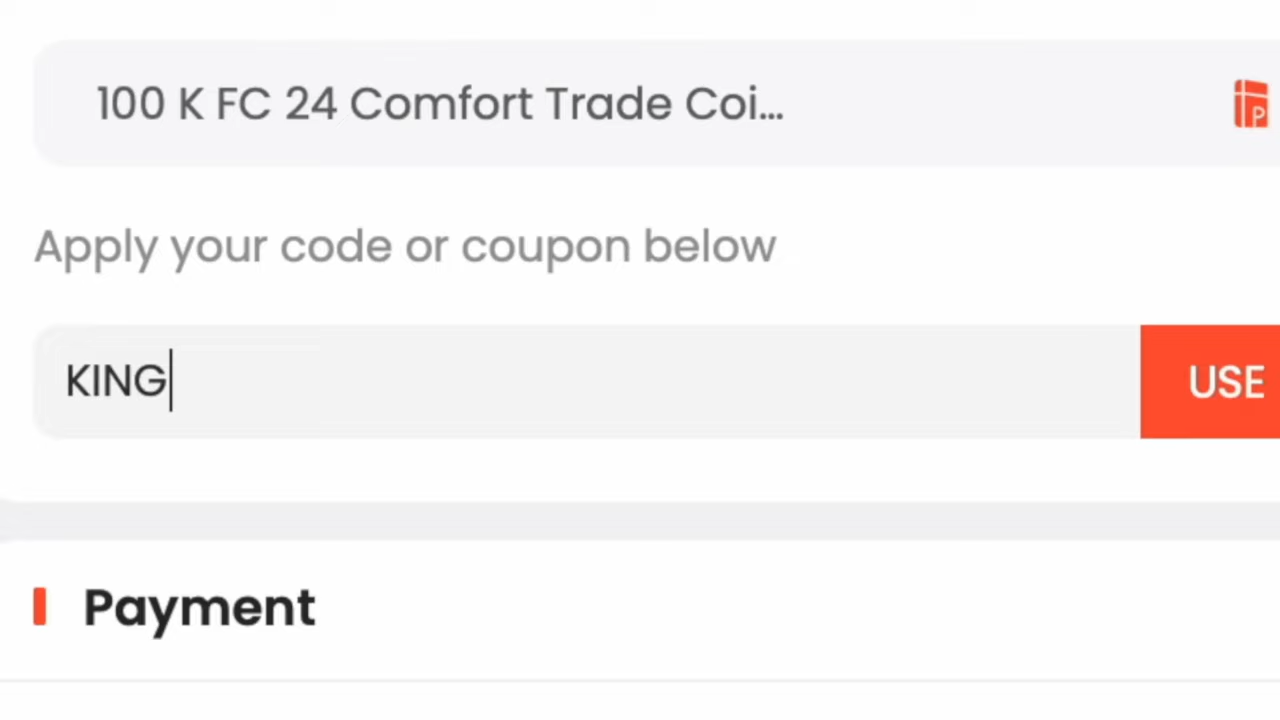 100 K FC 24 Comfort Trade Coi...
P
Apply your code or coupon below
KING
USE
Payment